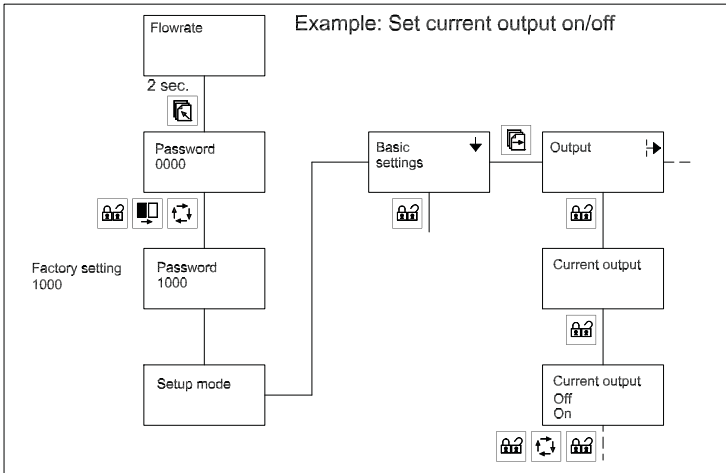 Example: Set current output on/off
Flowrate
2 sec.
Password
0000
Factory setting
1000
Password
1000
Setup mode
Basic
settings
Output
Current output
Current output
Off
On